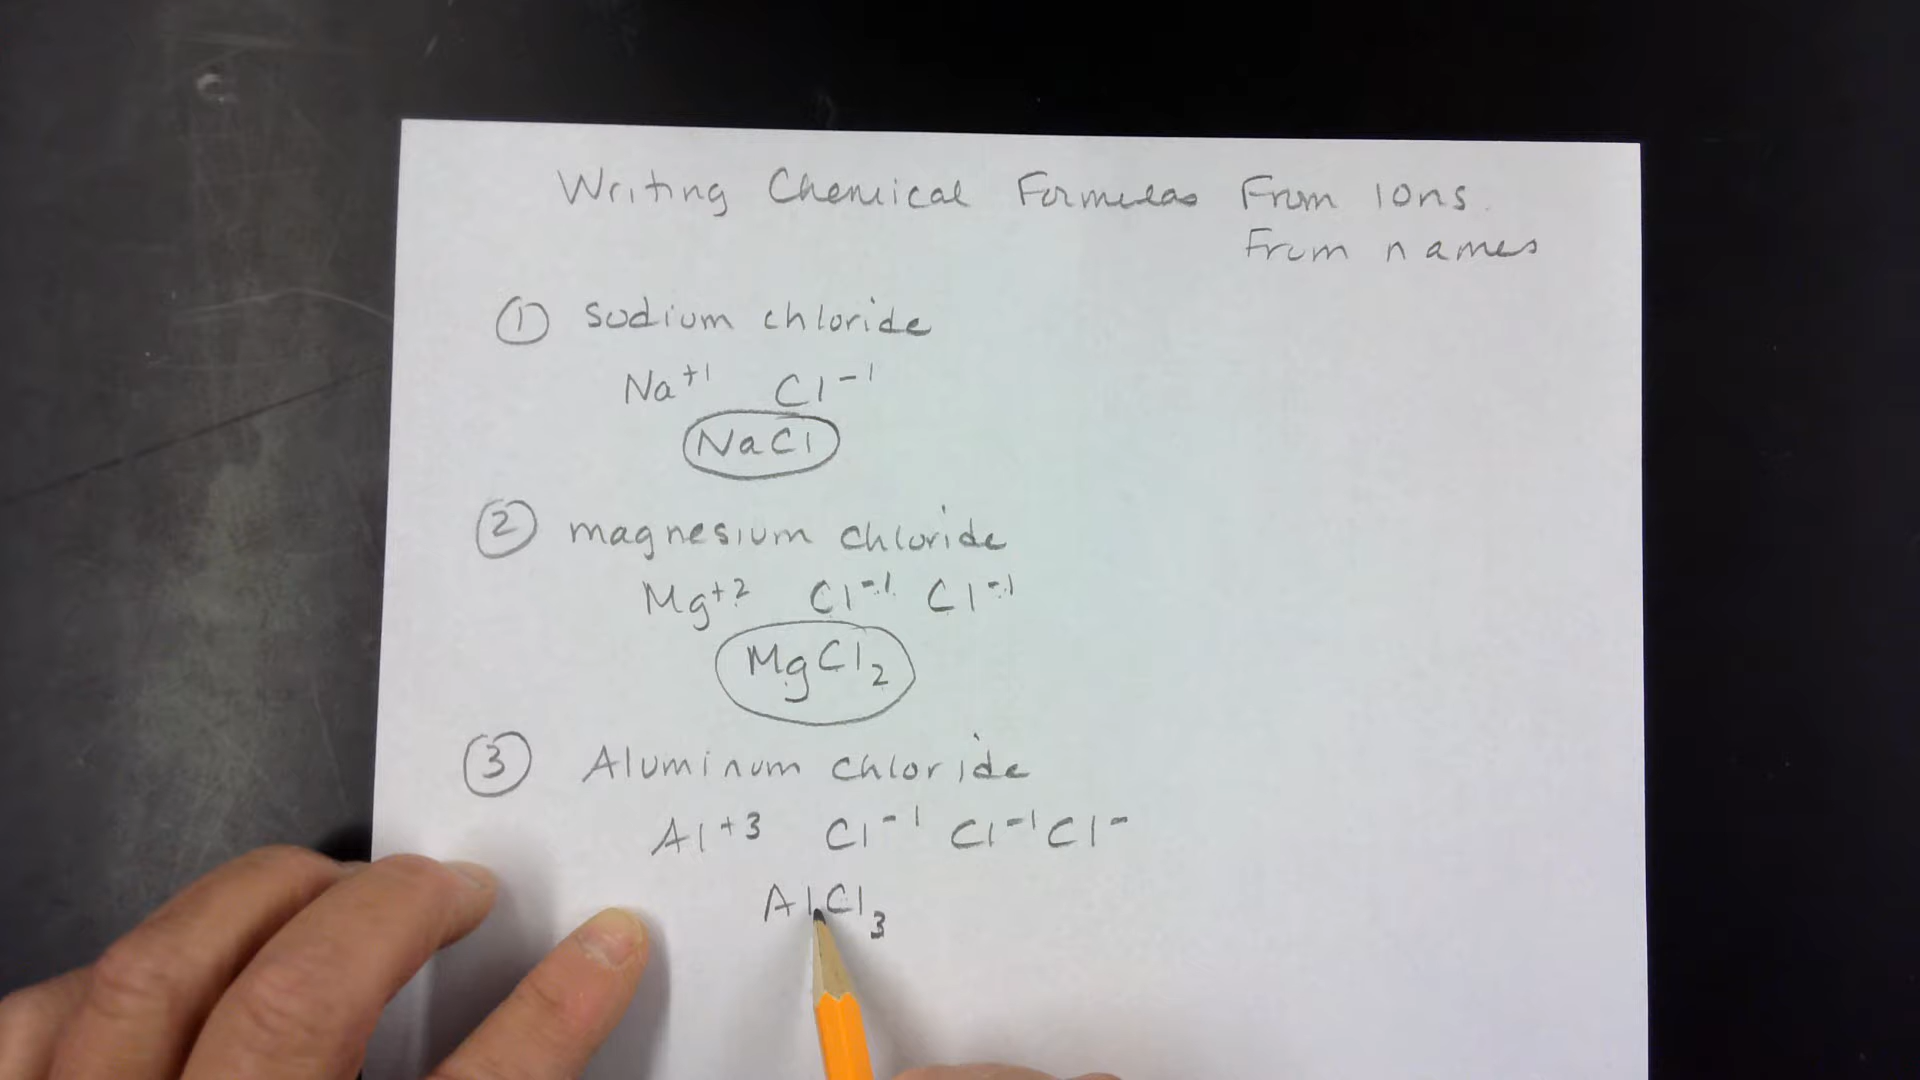 Writing Chemical Formulas From Ions
From names
① sodium chloride
Na⁺¹ Cl⁻¹
NaCl
② magnesium chloride
Mg⁺² Cl⁻¹ Cl⁻¹
MgCl₂
③ Aluminum chloride
Al⁺³ Cl⁻¹ Cl⁻¹ Cl⁻
AlCl₃